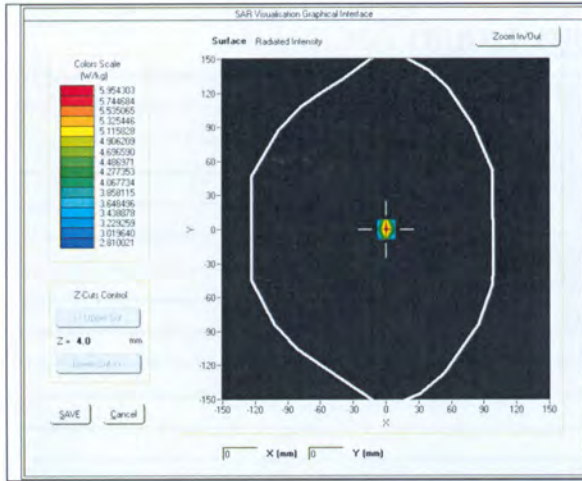 SAR Visualisation Graphical Interface
Surface Radiated Intensity
Zoom In/Out
Colors Scale
(W/kg)
5.954303
5.744684
5.535065
5.325446
5.115828
4.906209
4.696590
4.486971
4.277353
4.067734
3.858115
3.648496
3.438878
3.229259
3.019640
2.810021
150
120
90
60
30
0
-30
-60
-90
-120
-150
Y
-150 -120 -90 -60 -30 0 30 60 90 120 150
X
Z-Cuts Control
Z = 4.0 mm
SAVE
Cancel
0 X (mm) 0 Y (mm)